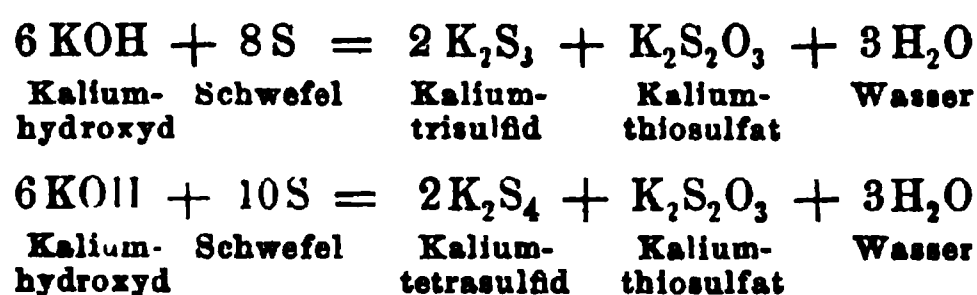 6 KOH + 8 S = 2 K₂S₃ + K₂S₂O₃ + 3 H₂O
Kalium- Schwefel Kalium- Kalium- Wasser
hydroxyd trisulfid thiosulfat
6 KOH + 10 S = 2 K₂S₄ + K₂S₂O₃ + 3 H₂O
Kalium- Schwefel Kalium- Kalium- Wasser
hydroxyd tetrasulfid thiosulfat